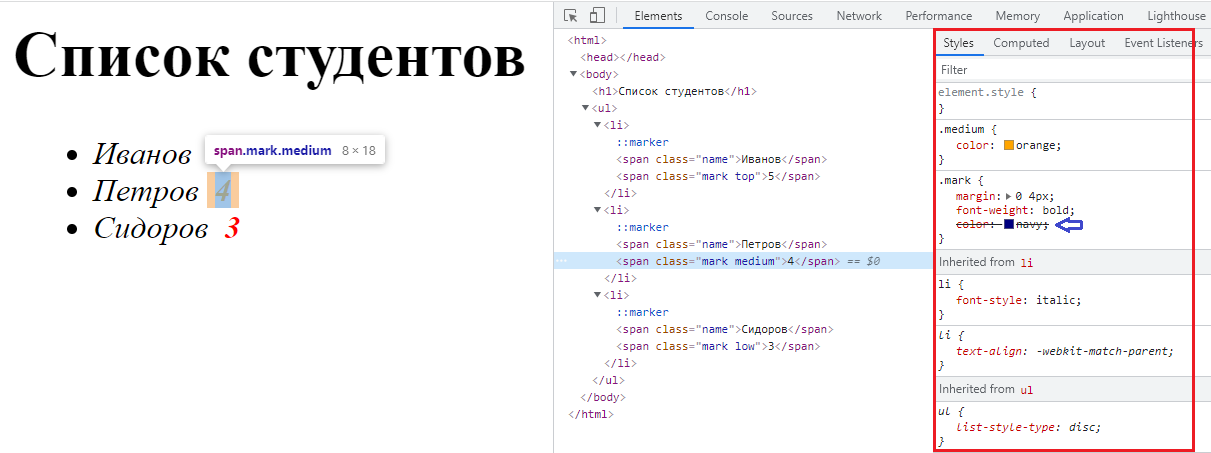 Список студентов
Иванов
span.mark.medium 8 × 18
Петров 4
Сидоров 3
Elements Console Sources Network Performance Memory Application Lighthouse
<html>
<head></head>
▼<body>
<h1>Список студентов</h1>
▼<ul>
▼<li>
::marker
<span class="name">Иванов</span>
<span class="mark top">5</span>
</li>
▼<li>
::marker
<span class="name">Петров</span>
… <span class="mark medium">4</span> == $0
</li>
▼<li>
::marker
<span class="name">Сидоров</span>
<span class="mark low">3</span>
</li>
</ul>
</body>
</html>
Styles Computed Layout Event Listeners
Filter
element.style {
}
.medium {
color: orange;
}
.mark {
margin: ▶ 0 4px;
font-weight: bold;
color: navy;
}
Inherited from li
li {
font-style: italic;
}
li {
text-align: -webkit-match-parent;
}
Inherited from ul
ul {
list-style-type: disc;
}